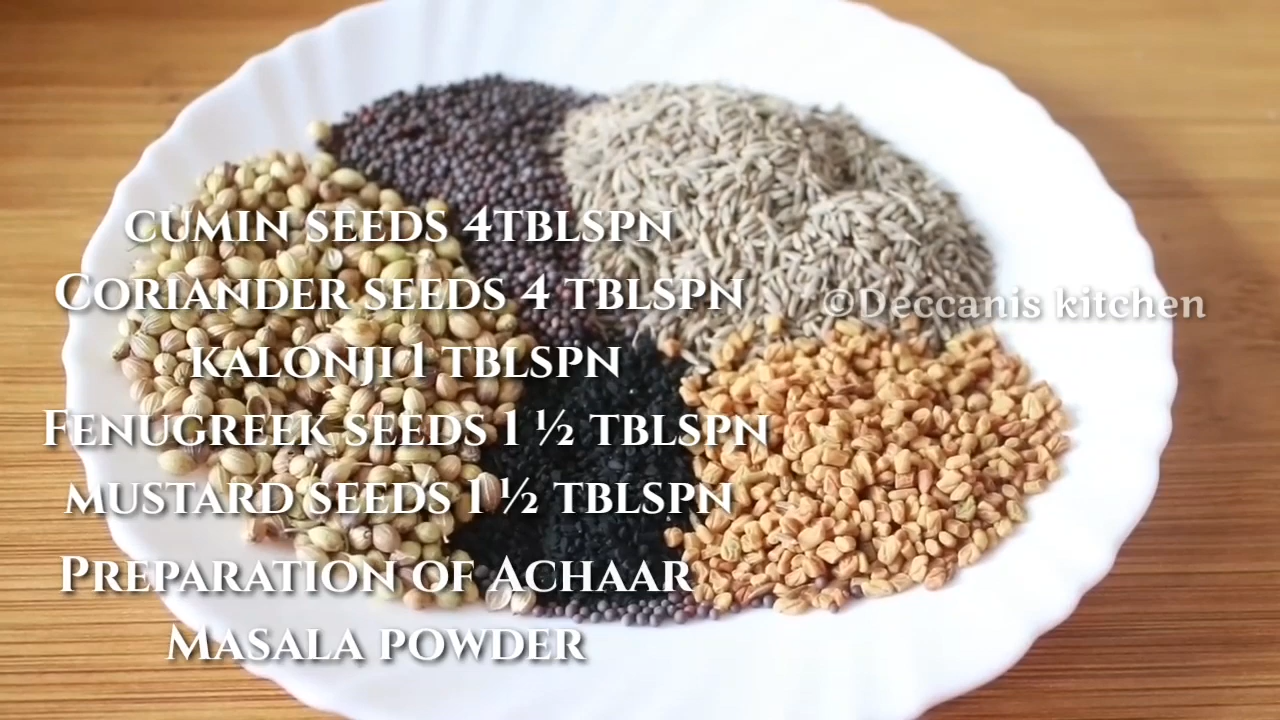 cumin seeds 4tblspn
Coriander seeds 4 tblspn
©Deccanis kitchen
kalonji 1 tblspn
Fenugreek seeds 1 ½ tblspn
mustard seeds 1 ½ tblspn
Preparation of Achaar
Masala powder